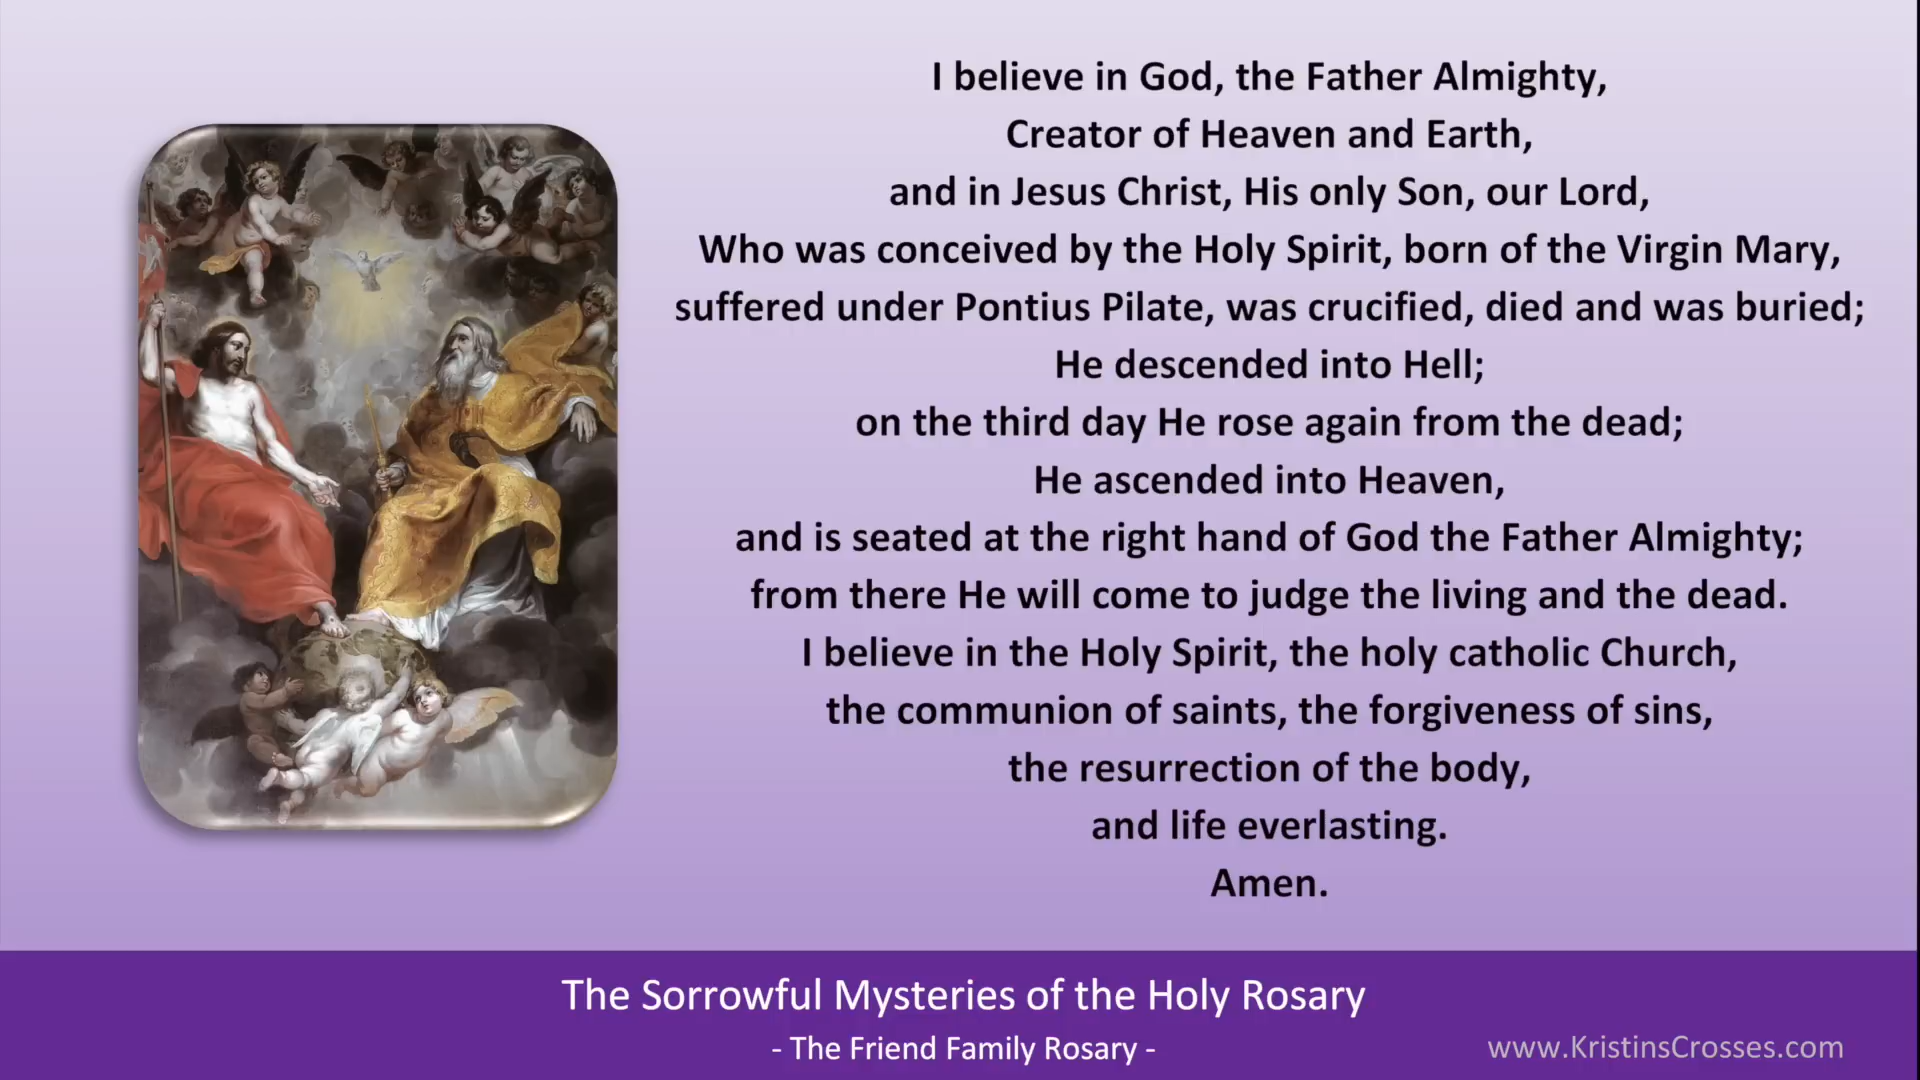 I believe in God, the Father Almighty,
Creator of Heaven and Earth,
and in Jesus Christ, His only Son, our Lord,
Who was conceived by the Holy Spirit, born of the Virgin Mary,
suffered under Pontius Pilate, was crucified, died and was buried;
He descended into Hell;
on the third day He rose again from the dead;
He ascended into Heaven,
and is seated at the right hand of God the Father Almighty;
from there He will come to judge the living and the dead.
I believe in the Holy Spirit, the holy catholic Church,
the communion of saints, the forgiveness of sins,
the resurrection of the body,
and life everlasting.
Amen.
The Sorrowful Mysteries of the Holy Rosary
- The Friend Family Rosary -
www.KristinsCrosses.com